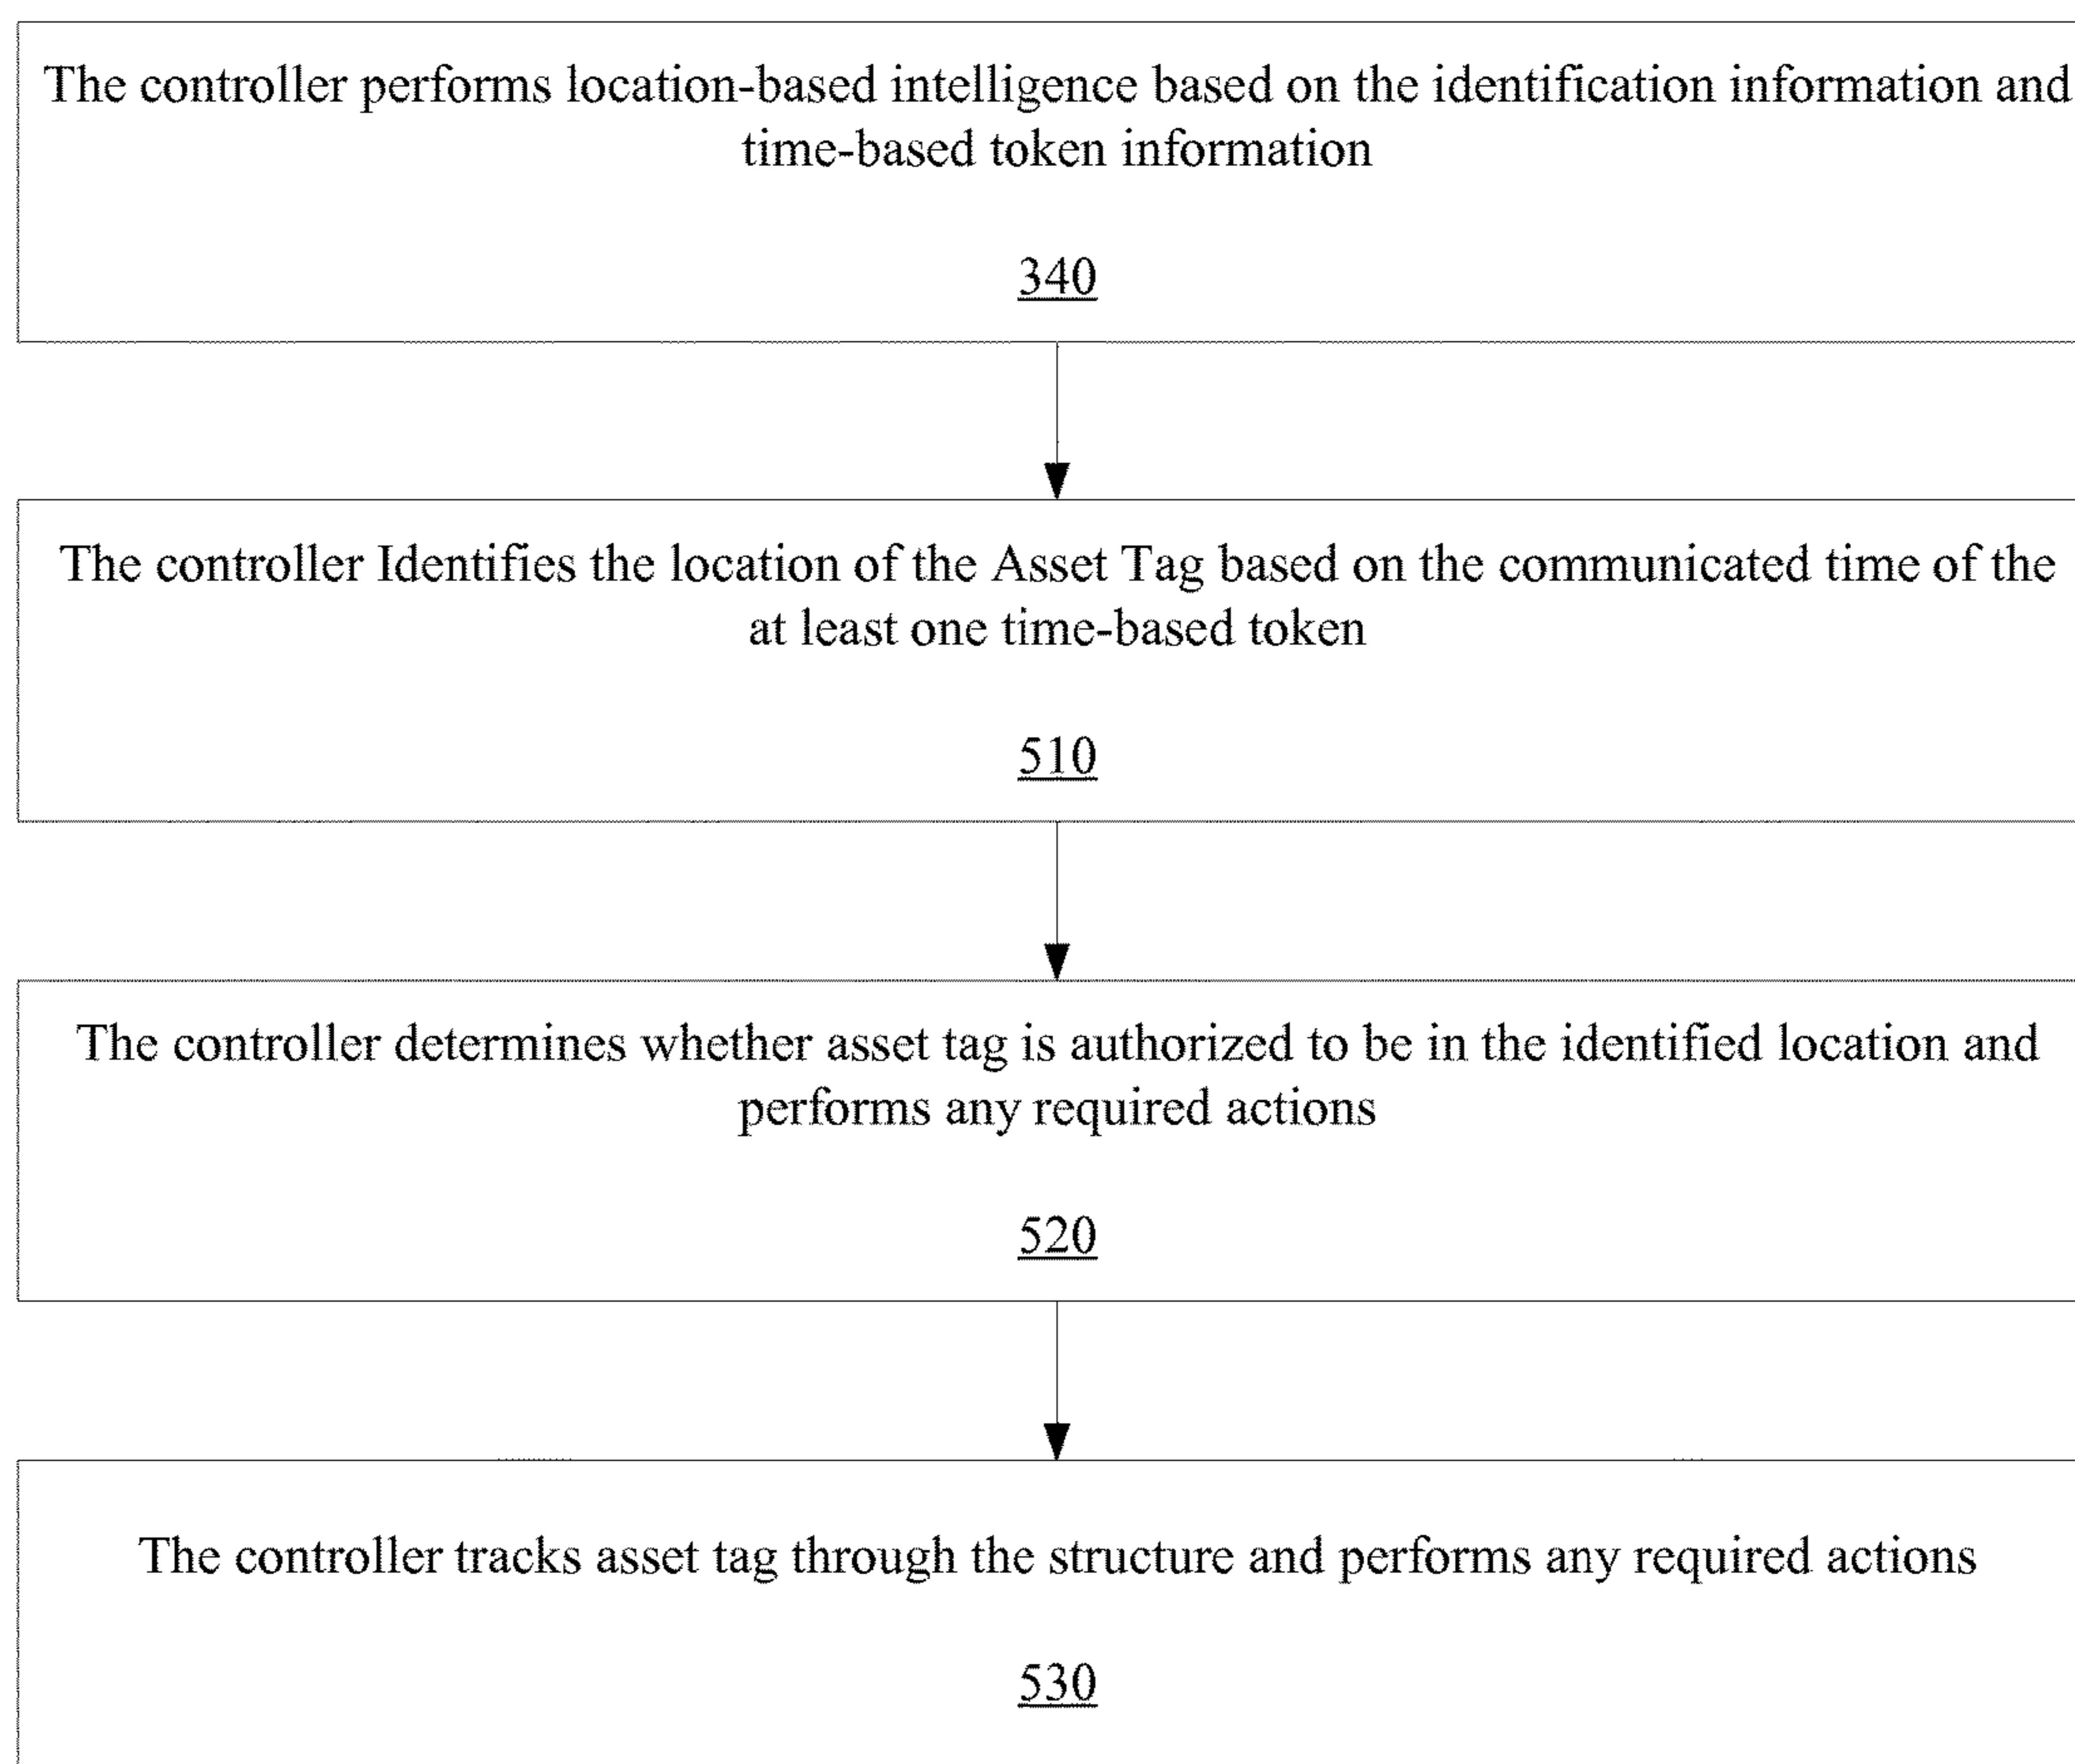 The controller performs location-based intelligence based on the identification information and
time-based token information
340
The controller Identifies the location of the Asset Tag based on the communicated time of the
at least one time-based token
510
The controller determines whether asset tag is authorized to be in the identified location and
performs any required actions
520
The controller tracks asset tag through the structure and performs any required actions
530